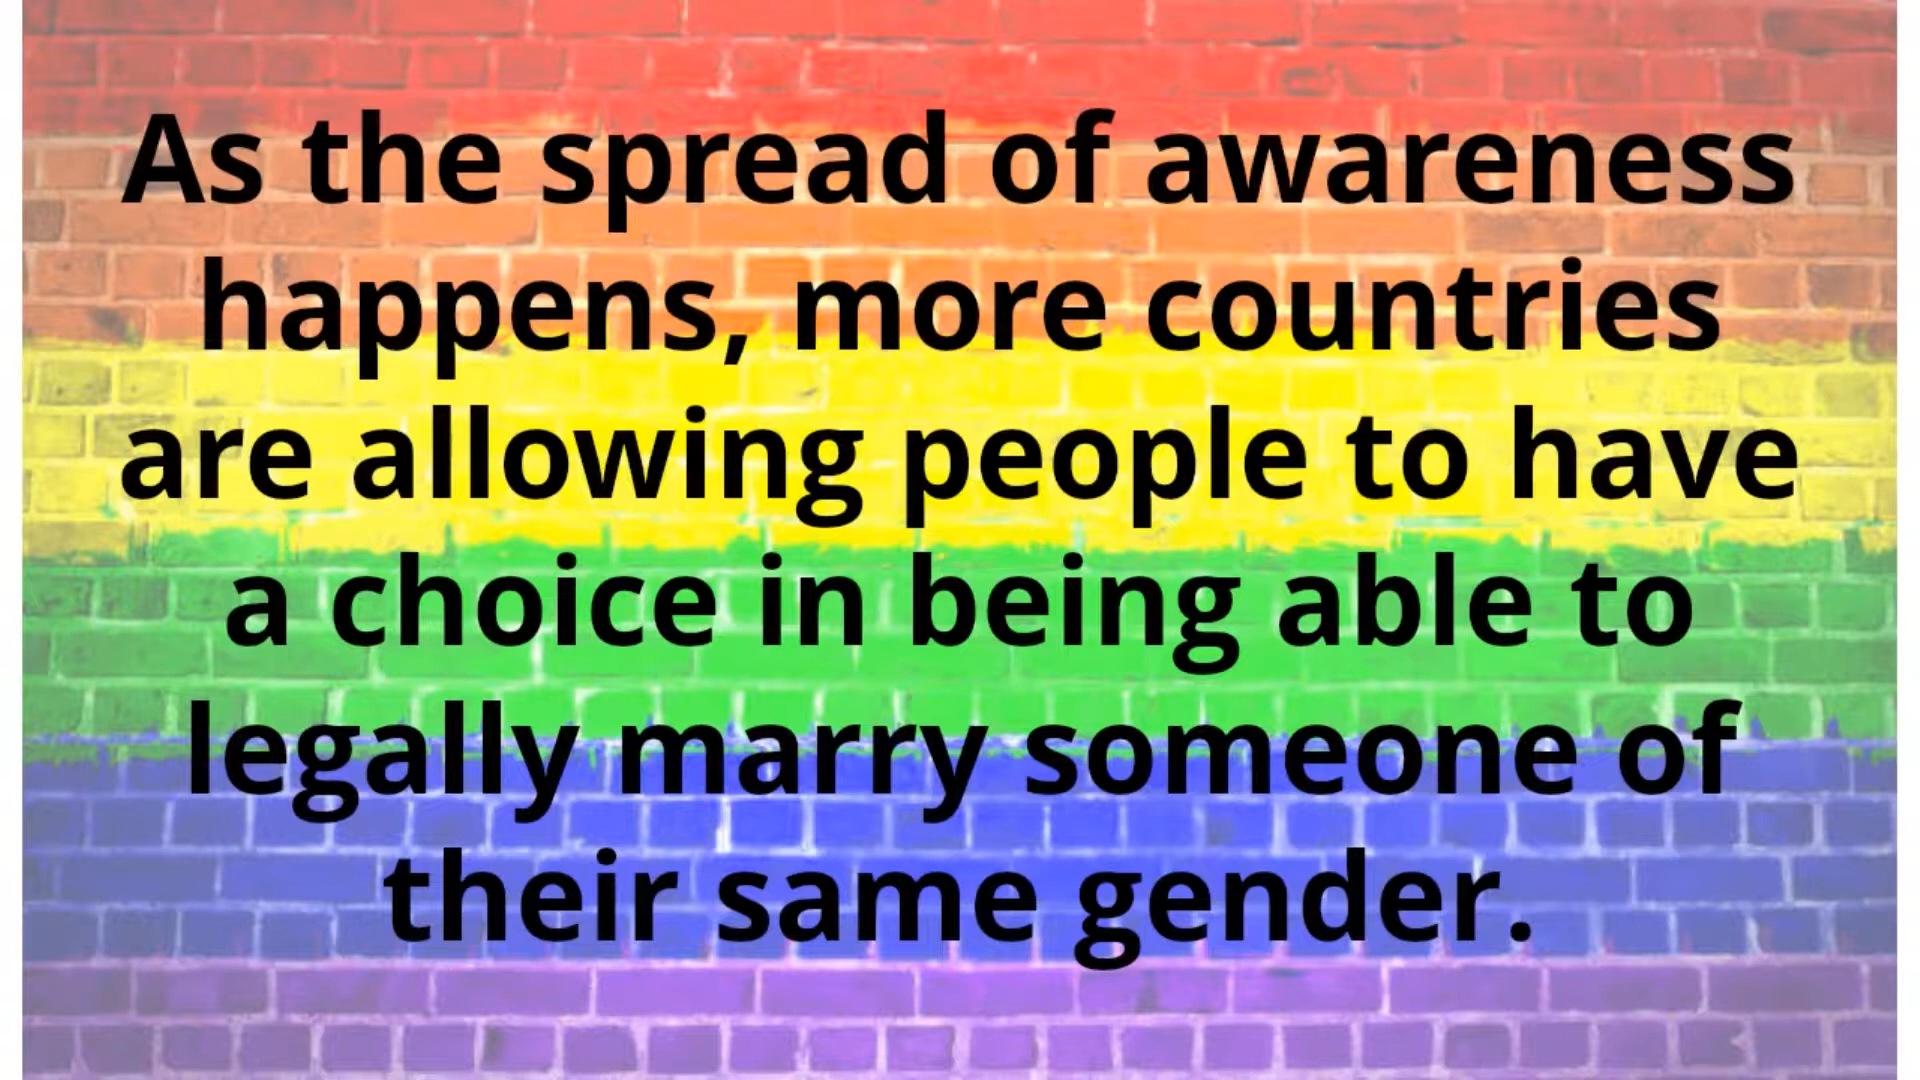 As the spread of awareness
happens, more countries
are allowing people to have
a choice in being able to
legally marry someone of
their same gender.